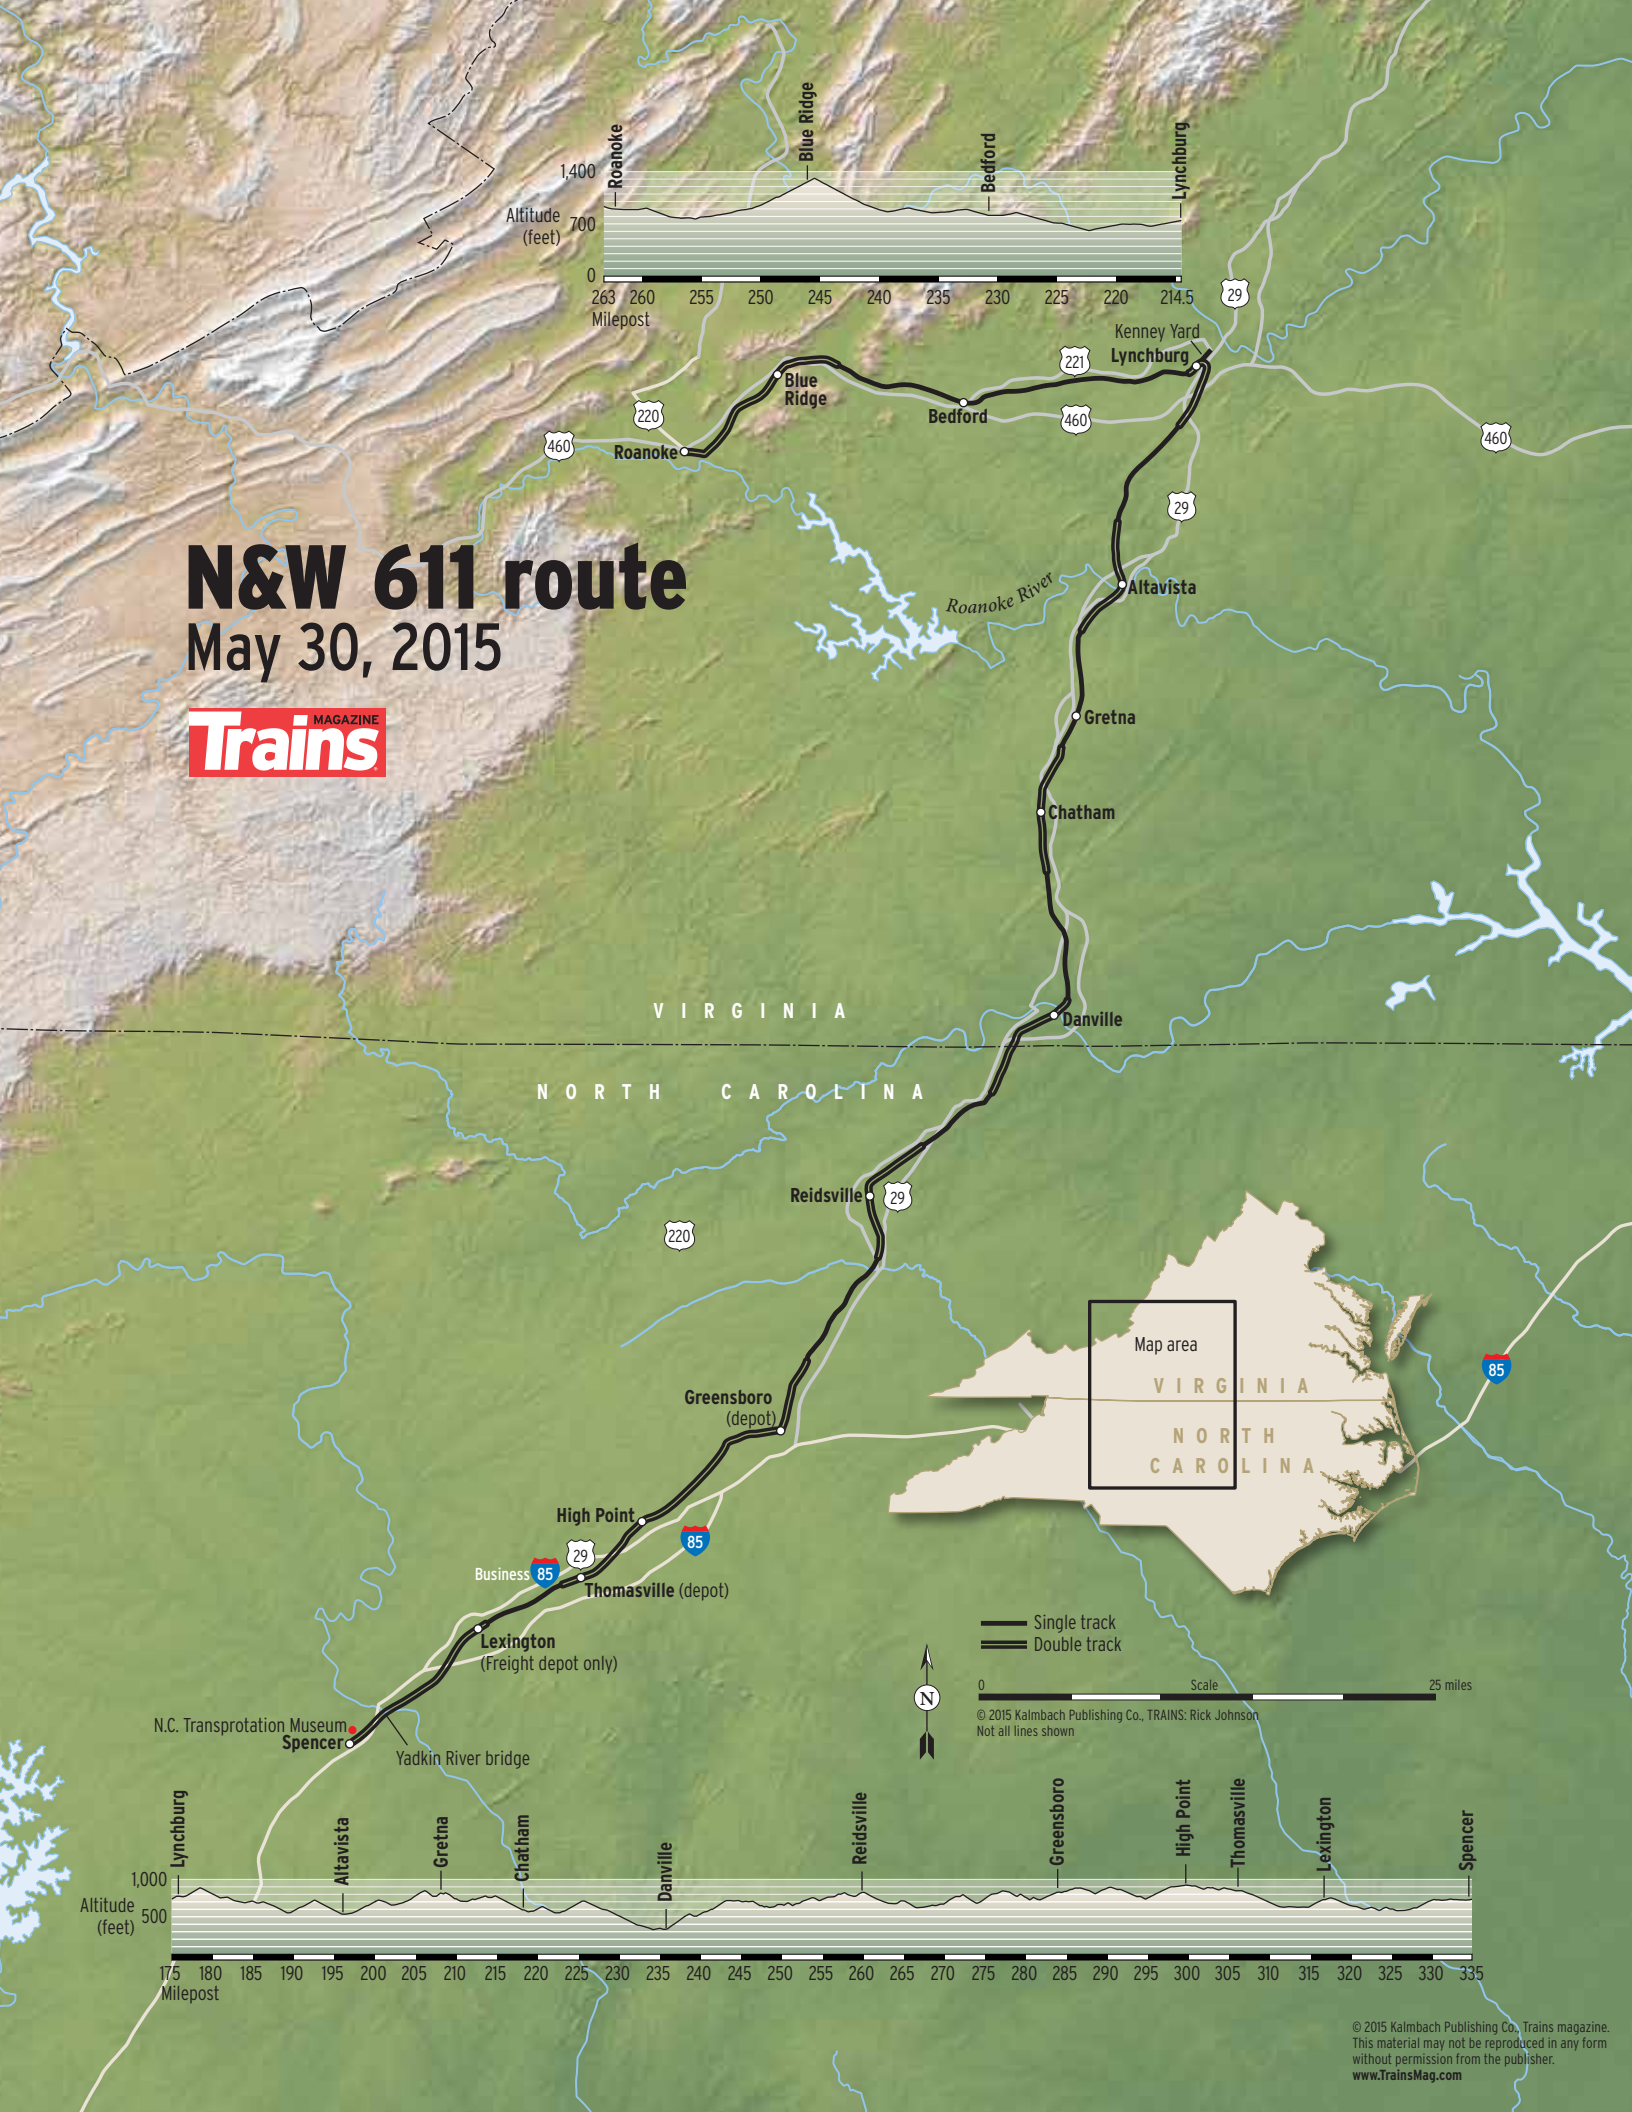 Roanoke
Blue Ridge
Bedford
Lynchburg
1,400
Altitude
(feet)
700
0
263 260 255 250 245 240 235 230 225 220 214.5
Milepost
29
Kenney Yard
Lynchburg
221
Blue
Ridge
220
Bedford
460
460
460
Roanoke
29
N&W 611 route
May 30, 2015
Roanoke River
Altavista
MAGAZINE
Trains
Gretna
Chatham
VIRGINIA
Danville
NORTH CAROLINA
Reidsville
29
220
Map area
85
VIRGINIA
Greensboro
(depot)
NORTH
CAROLINA
High Point
85
29
Business 85
Thomasville (depot)
Single track
Double track
Lexington
(Freight depot only)
N
0 Scale 25 miles
© 2015 Kalmbach Publishing Co., TRAINS: Rick Johnson
Not all lines shown
N.C. Transprotation Museum
Spencer
Yadkin River bridge
Lynchburg
Altavista
Gretna
Chatham
Danville
Reidsville
Greensboro
High Point
Thomasville
Lexington
Spencer
1,000
Altitude
(feet)
500
175 180 185 190 195 200 205 210 215 220 225 230 235 240 245 250 255 260 265 270 275 280 285 290 295 300 305 310 315 320 325 330 335
Milepost
© 2015 Kalmbach Publishing Co., Trains magazine.
This material may not be reproduced in any form
without permission from the publisher.
www.TrainsMag.com